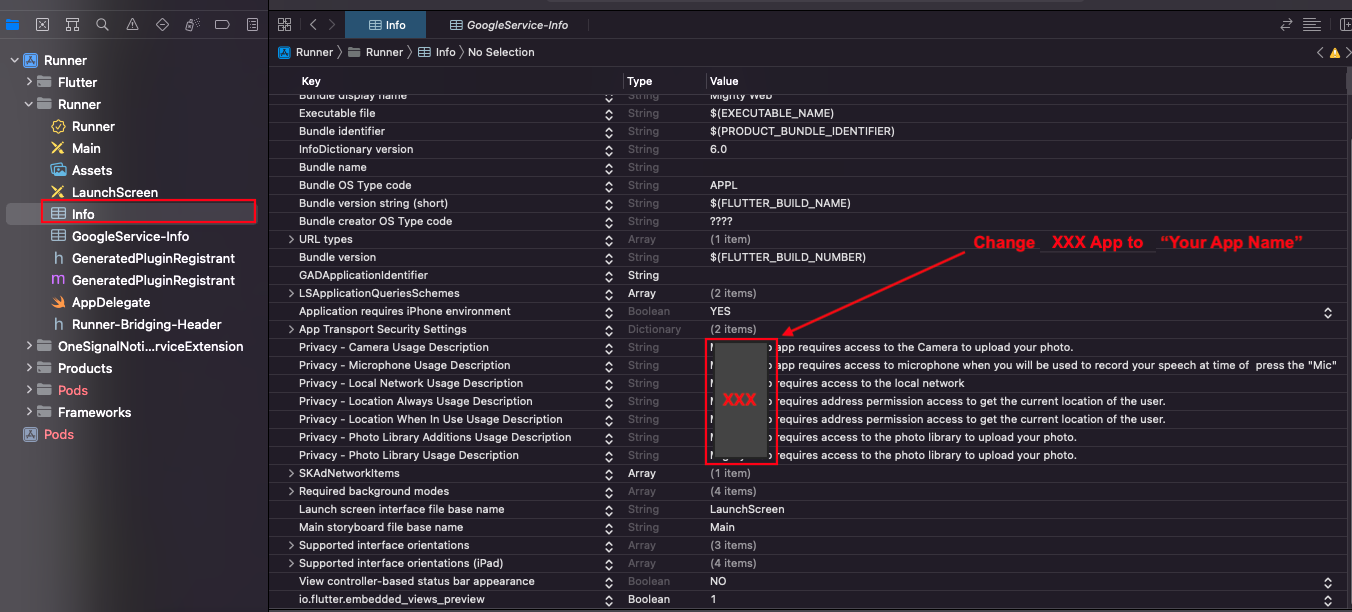 Info
GoogleService-Info
Runner
Runner
Info
No Selection
Runner
Flutter
Runner
Runner
Main
Assets
LaunchScreen
Info
GoogleService-Info
h GeneratedPluginRegistrant
m GeneratedPluginRegistrant
AppDelegate
h Runner-Bridging-Header
OneSignalNoti...rviceExtension
Products
Pods
Frameworks
Pods
Key Type Value
Bundle display name String Mighty Web
Executable file String $(EXECUTABLE_NAME)
Bundle identifier String $(PRODUCT_BUNDLE_IDENTIFIER)
InfoDictionary version String 6.0
Bundle name String
Bundle OS Type code String APPL
Bundle version string (short) String $(FLUTTER_BUILD_NAME)
Bundle creator OS Type code String ????
URL types Array (1 item)
Bundle version String $(FLUTTER_BUILD_NUMBER)
GADApplicationIdentifier String
LSApplicationQueriesSchemes Array (2 items)
Application requires iPhone environment Boolean YES
App Transport Security Settings Dictionary (2 items)
Privacy - Camera Usage Description String app requires access to the Camera to upload your photo.
Privacy - Microphone Usage Description String app requires access to microphone when you will be used to record your speech at time of press the "Mic"
Privacy - Local Network Usage Description String requires access to the local network
Privacy - Location Always Usage Description String requires address permission access to get the current location of the user.
Privacy - Location When In Use Usage Description String requires address permission access to get the current location of the user.
Privacy - Photo Library Additions Usage Description String requires access to the photo library to upload your photo.
Privacy - Photo Library Usage Description String requires access to the photo library to upload your photo.
SKAdNetworkItems Array (1 item)
Required background modes Array (4 items)
Launch screen interface file base name String LaunchScreen
Main storyboard file base name String Main
Supported interface orientations Array (3 items)
Supported interface orientations (iPad) Array (4 items)
View controller-based status bar appearance Boolean NO
io.flutter.embedded_views_preview Boolean 1
Change XXX App to “Your App Name”
XXX